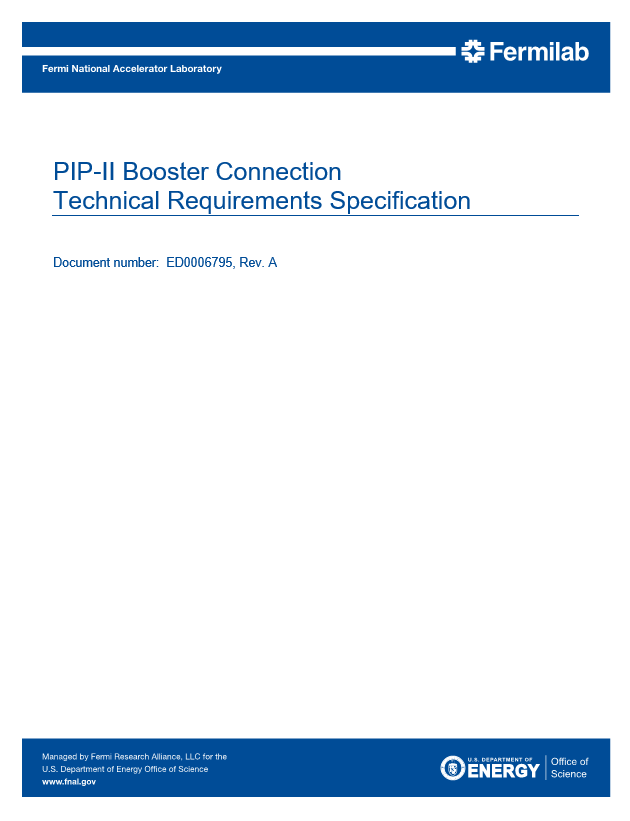 Fermilab
Fermi National Accelerator Laboratory
PIP-II Booster Connection
Technical Requirements Specification
Document number:  ED0006795, Rev. A
Managed by Fermi Research Alliance, LLC for the
U.S. Department of Energy Office of Science
www.fnal.gov
U.S. DEPARTMENT OF
ENERGY
Office of
Science